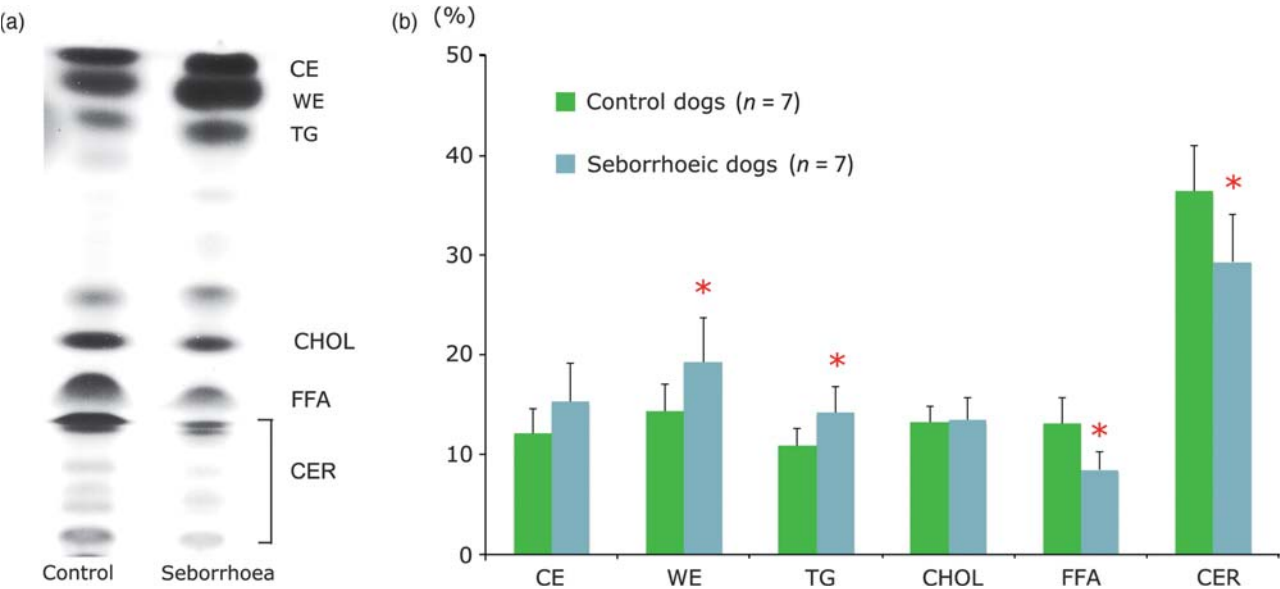 (a)
CE
WE
TG
CHOL
FFA
CER
Control Seborrhoea
(b) (%)
50
40
30
20
10
0
Control dogs (n = 7)
Seborrhoeic dogs (n = 7)
*
*
*
*
CE WE TG CHOL FFA CER